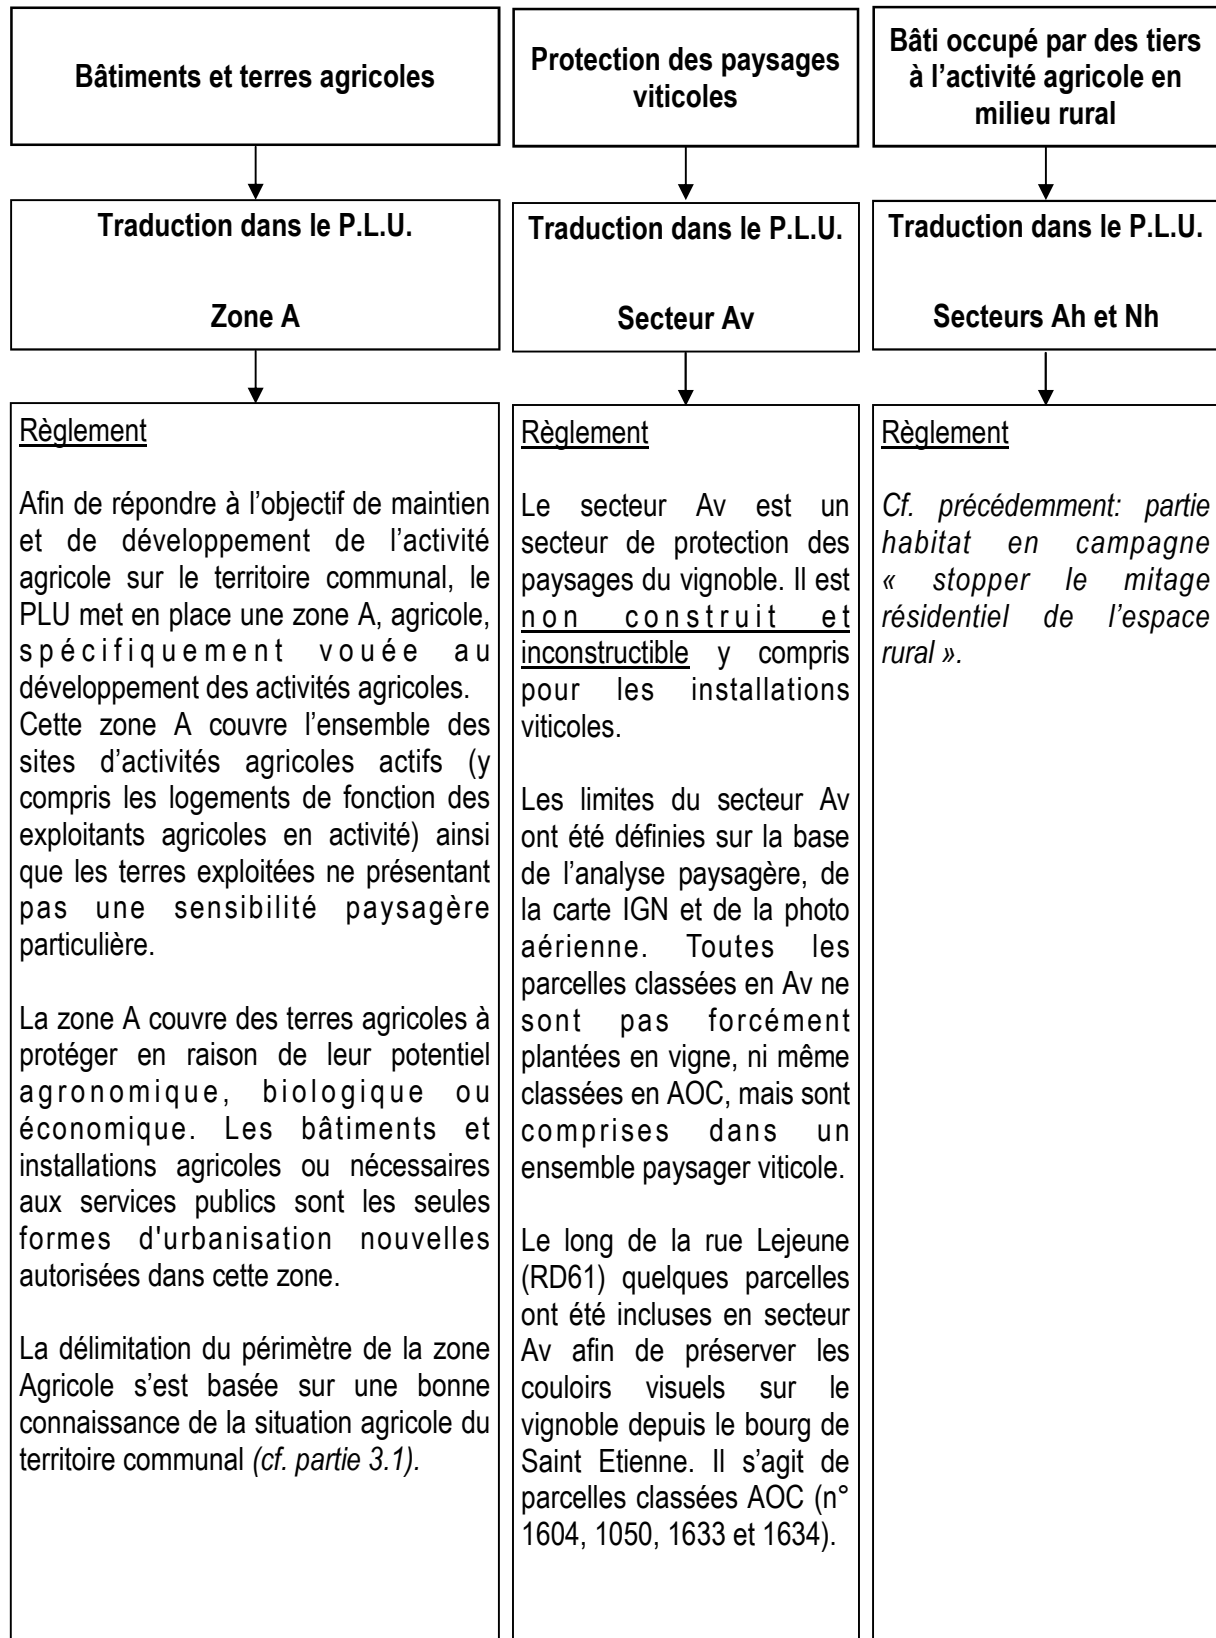 Bâtiments et terres agricoles
Traduction dans le P.L.U.
Zone A
Règlement
Afin de répondre à l’objectif de maintien
et de développement de l’activité
agricole sur le territoire communal, le
PLU met en place une zone A, agricole,
spécifiquement vouée au
développement des activités agricoles.
Cette zone A couvre l’ensemble des
sites d’activités agricoles actifs (y
compris les logements de fonction des
exploitants agricoles en activité) ainsi
que les terres exploitées ne présentant
pas une sensibilité paysagère
particulière.
La zone A couvre des terres agricoles à
protéger en raison de leur potentiel
agronomique, biologique ou
économique. Les bâtiments et
installations agricoles ou nécessaires
aux services publics sont les seules
formes d'urbanisation nouvelles
autorisées dans cette zone.
La délimitation du périmètre de la zone
Agricole s’est basée sur une bonne
connaissance de la situation agricole du
territoire communal (cf. partie 3.1).
Protection des paysages
viticoles
Traduction dans le P.L.U.
Secteur Av
Règlement
Le secteur Av est un
secteur de protection des
paysages du vignoble. Il est
non construit et
inconstructible y compris
pour les installations
viticoles.
Les limites du secteur Av
ont été définies sur la base
de l’analyse paysagère, de
la carte IGN et de la photo
aérienne. Toutes les
parcelles classées en Av ne
sont pas forcément
plantées en vigne, ni même
classées en AOC, mais sont
comprises dans un
ensemble paysager viticole.
Le long de la rue Lejeune
(RD61) quelques parcelles
ont été incluses en secteur
Av afin de préserver les
couloirs visuels sur le
vignoble depuis le bourg de
Saint Etienne. Il s’agit de
parcelles classées AOC (n°
1604, 1050, 1633 et 1634).
Bâti occupé par des tiers
à l’activité agricole en
milieu rural
Traduction dans le P.L.U.
Secteurs Ah et Nh
Règlement
Cf. précédemment: partie
habitat en campagne
« stopper le mitage
résidentiel de l’espace
rural ».